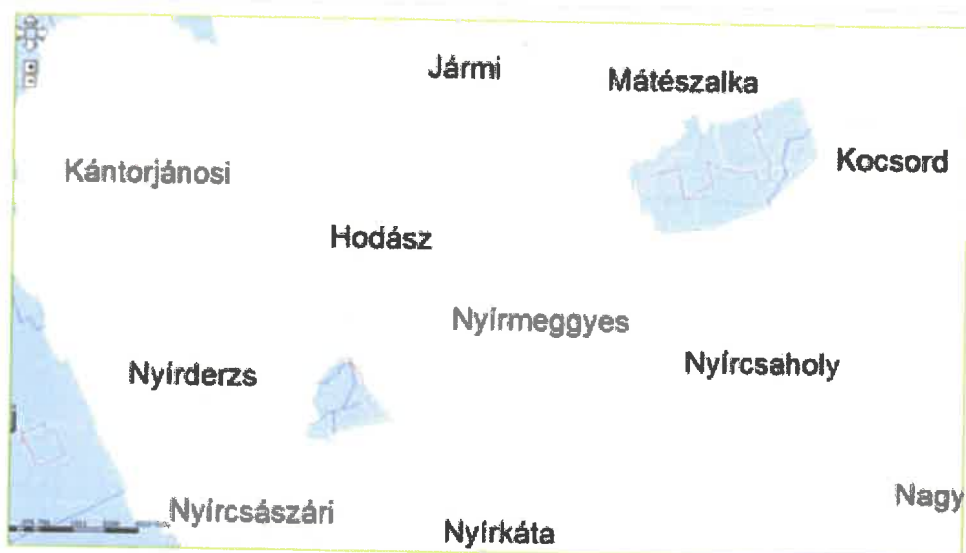 Jármi
Mátészalka
Kocsord
Kántorjánosi
Hodász
Nyírmeggyes
Nyírcsaholy
Nyírderzs
Nagy
Nyírcsászári
Nyírkáta